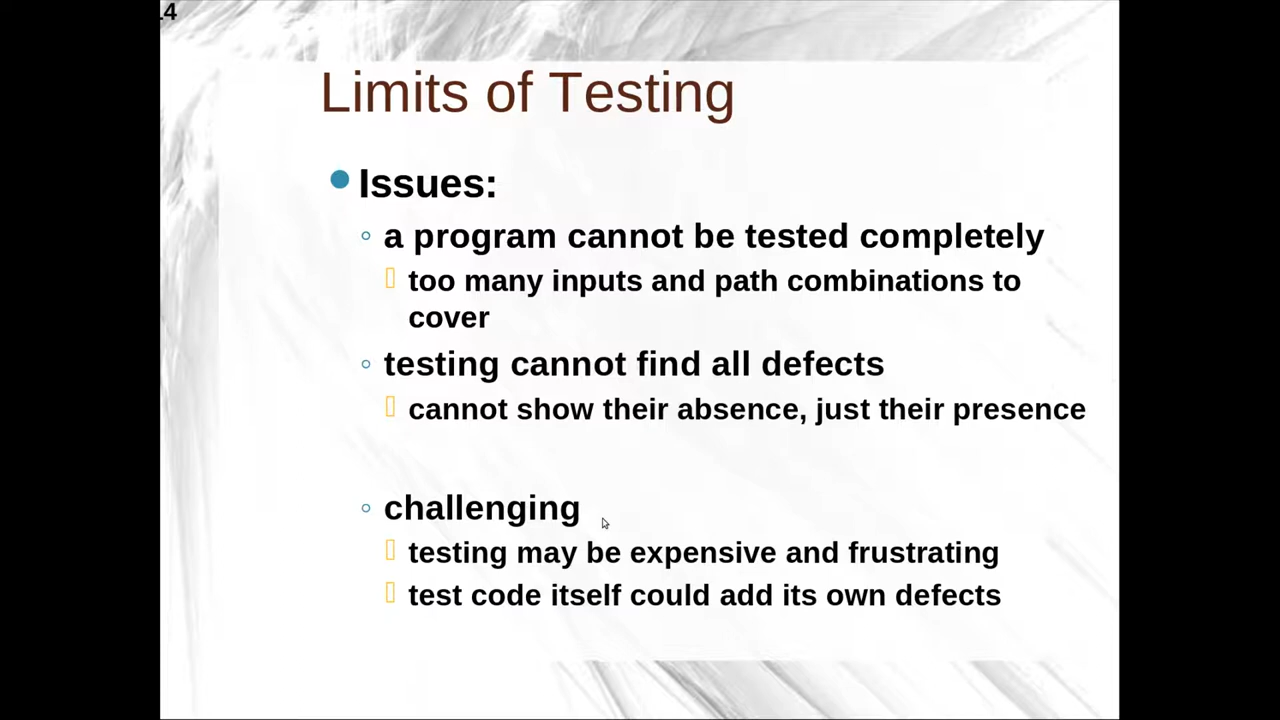 Limits of Testing
Issues:
a program cannot be tested completely
too many inputs and path combinations to
cover
testing cannot find all defects
cannot show their absence, just their presence
challenging
testing may be expensive and frustrating
test code itself could add its own defects